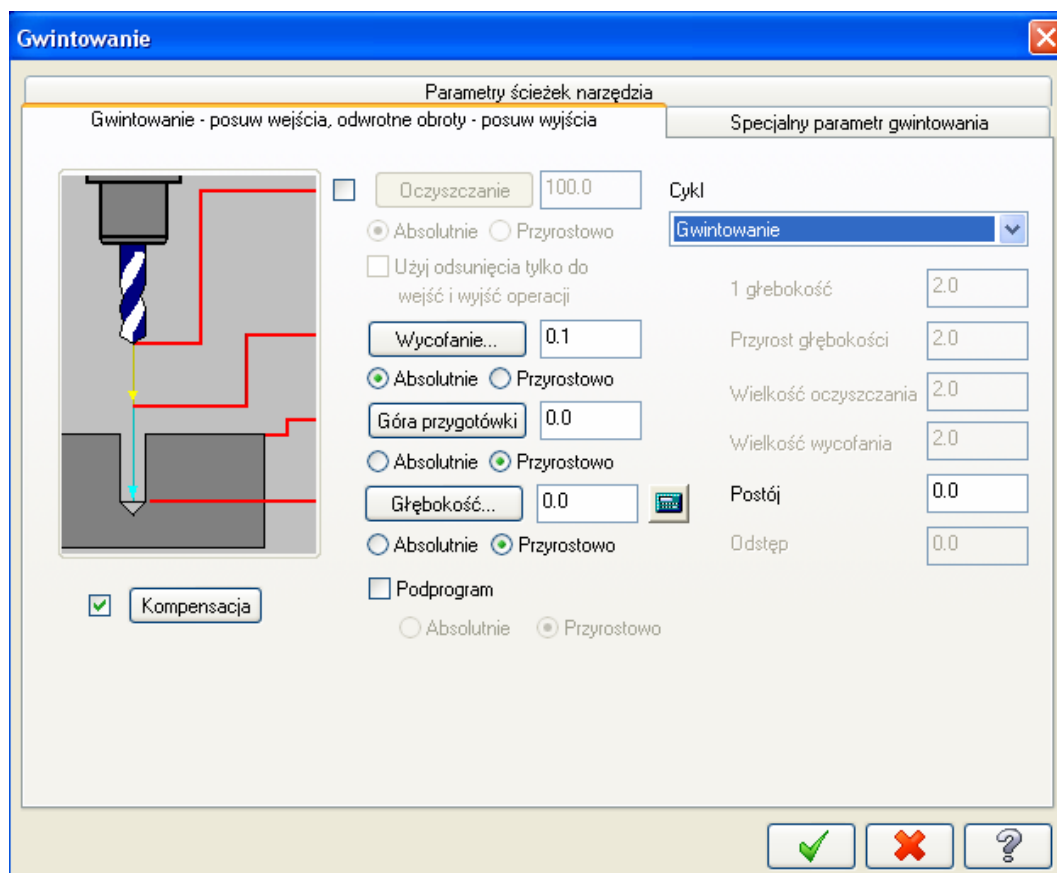 Gwintowanie
Parametry ścieżek narzędzia
Gwintowanie - posuw wejścia, odwrotne obroty - posuw wyjścia
Specjalny parametr gwintowania
Oczyszczanie 100.0
Absolutnie Przyrostowo
Użyj odsunięcia tylko do
wejść i wyjść operacji
Wycofanie... 0.1
Absolutnie Przyrostowo
Góra przygotówki 0.0
Absolutnie Przyrostowo
Głębokość... 0.0
Absolutnie Przyrostowo
Podprogram
Absolutnie Przyrostowo
Kompensacja
Cykl
Gwintowanie
1 głebokość 2.0
Przyrost głębokości 2.0
Wielkość oczyszczania 2.0
Wielkość wycofania 2.0
Postój 0.0
Odstęp 0.0